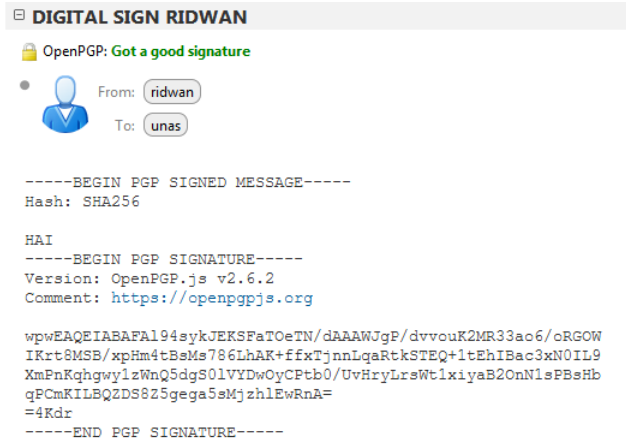 DIGITAL SIGN RIDWAN
OpenPGP: Got a good signature
From: ridwan
To: unas
-----BEGIN PGP SIGNED MESSAGE-----
Hash: SHA256
HAI
-----BEGIN PGP SIGNATURE-----
Version: OpenPGP.js v2.6.2
Comment: https://openpgpjs.org
wpwEAQEIABAFAl94sykJEKSFaTOeTN/dAAAWJgP/dvvouK2MR33ao6/oRGOW
IKrt8MSB/xpHm4tBsMs786LhAK+ffxTjnnLqaRtkSTEQ+1tEhIBac3xN0IL9
XmPnKqhgwy1zWnQ5dgS0lVYDwOyCPtb0/UvHryLrsWt1xiyaB2OnN1sPBsHb
qPCmKILBQZDS8Z5gega5sMjzhlEwRnA=
=4Kdr
-----END PGP SIGNATURE-----